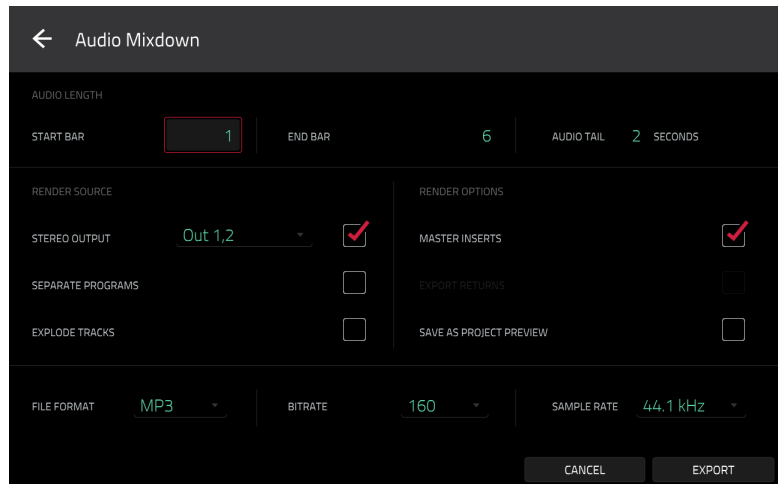 Audio Mixdown
AUDIO LENGTH
START BAR 1 END BAR 6 AUDIO TAIL 2 SECONDS
RENDER SOURCE RENDER OPTIONS
STEREO OUTPUT Out 1,2 MASTER INSERTS
SEPARATE PROGRAMS EXPORT RETURNS
EXPLODE TRACKS SAVE AS PROJECT PREVIEW
FILE FORMAT MP3 BITRATE 160 SAMPLE RATE 44.1 kHz
CANCEL EXPORT